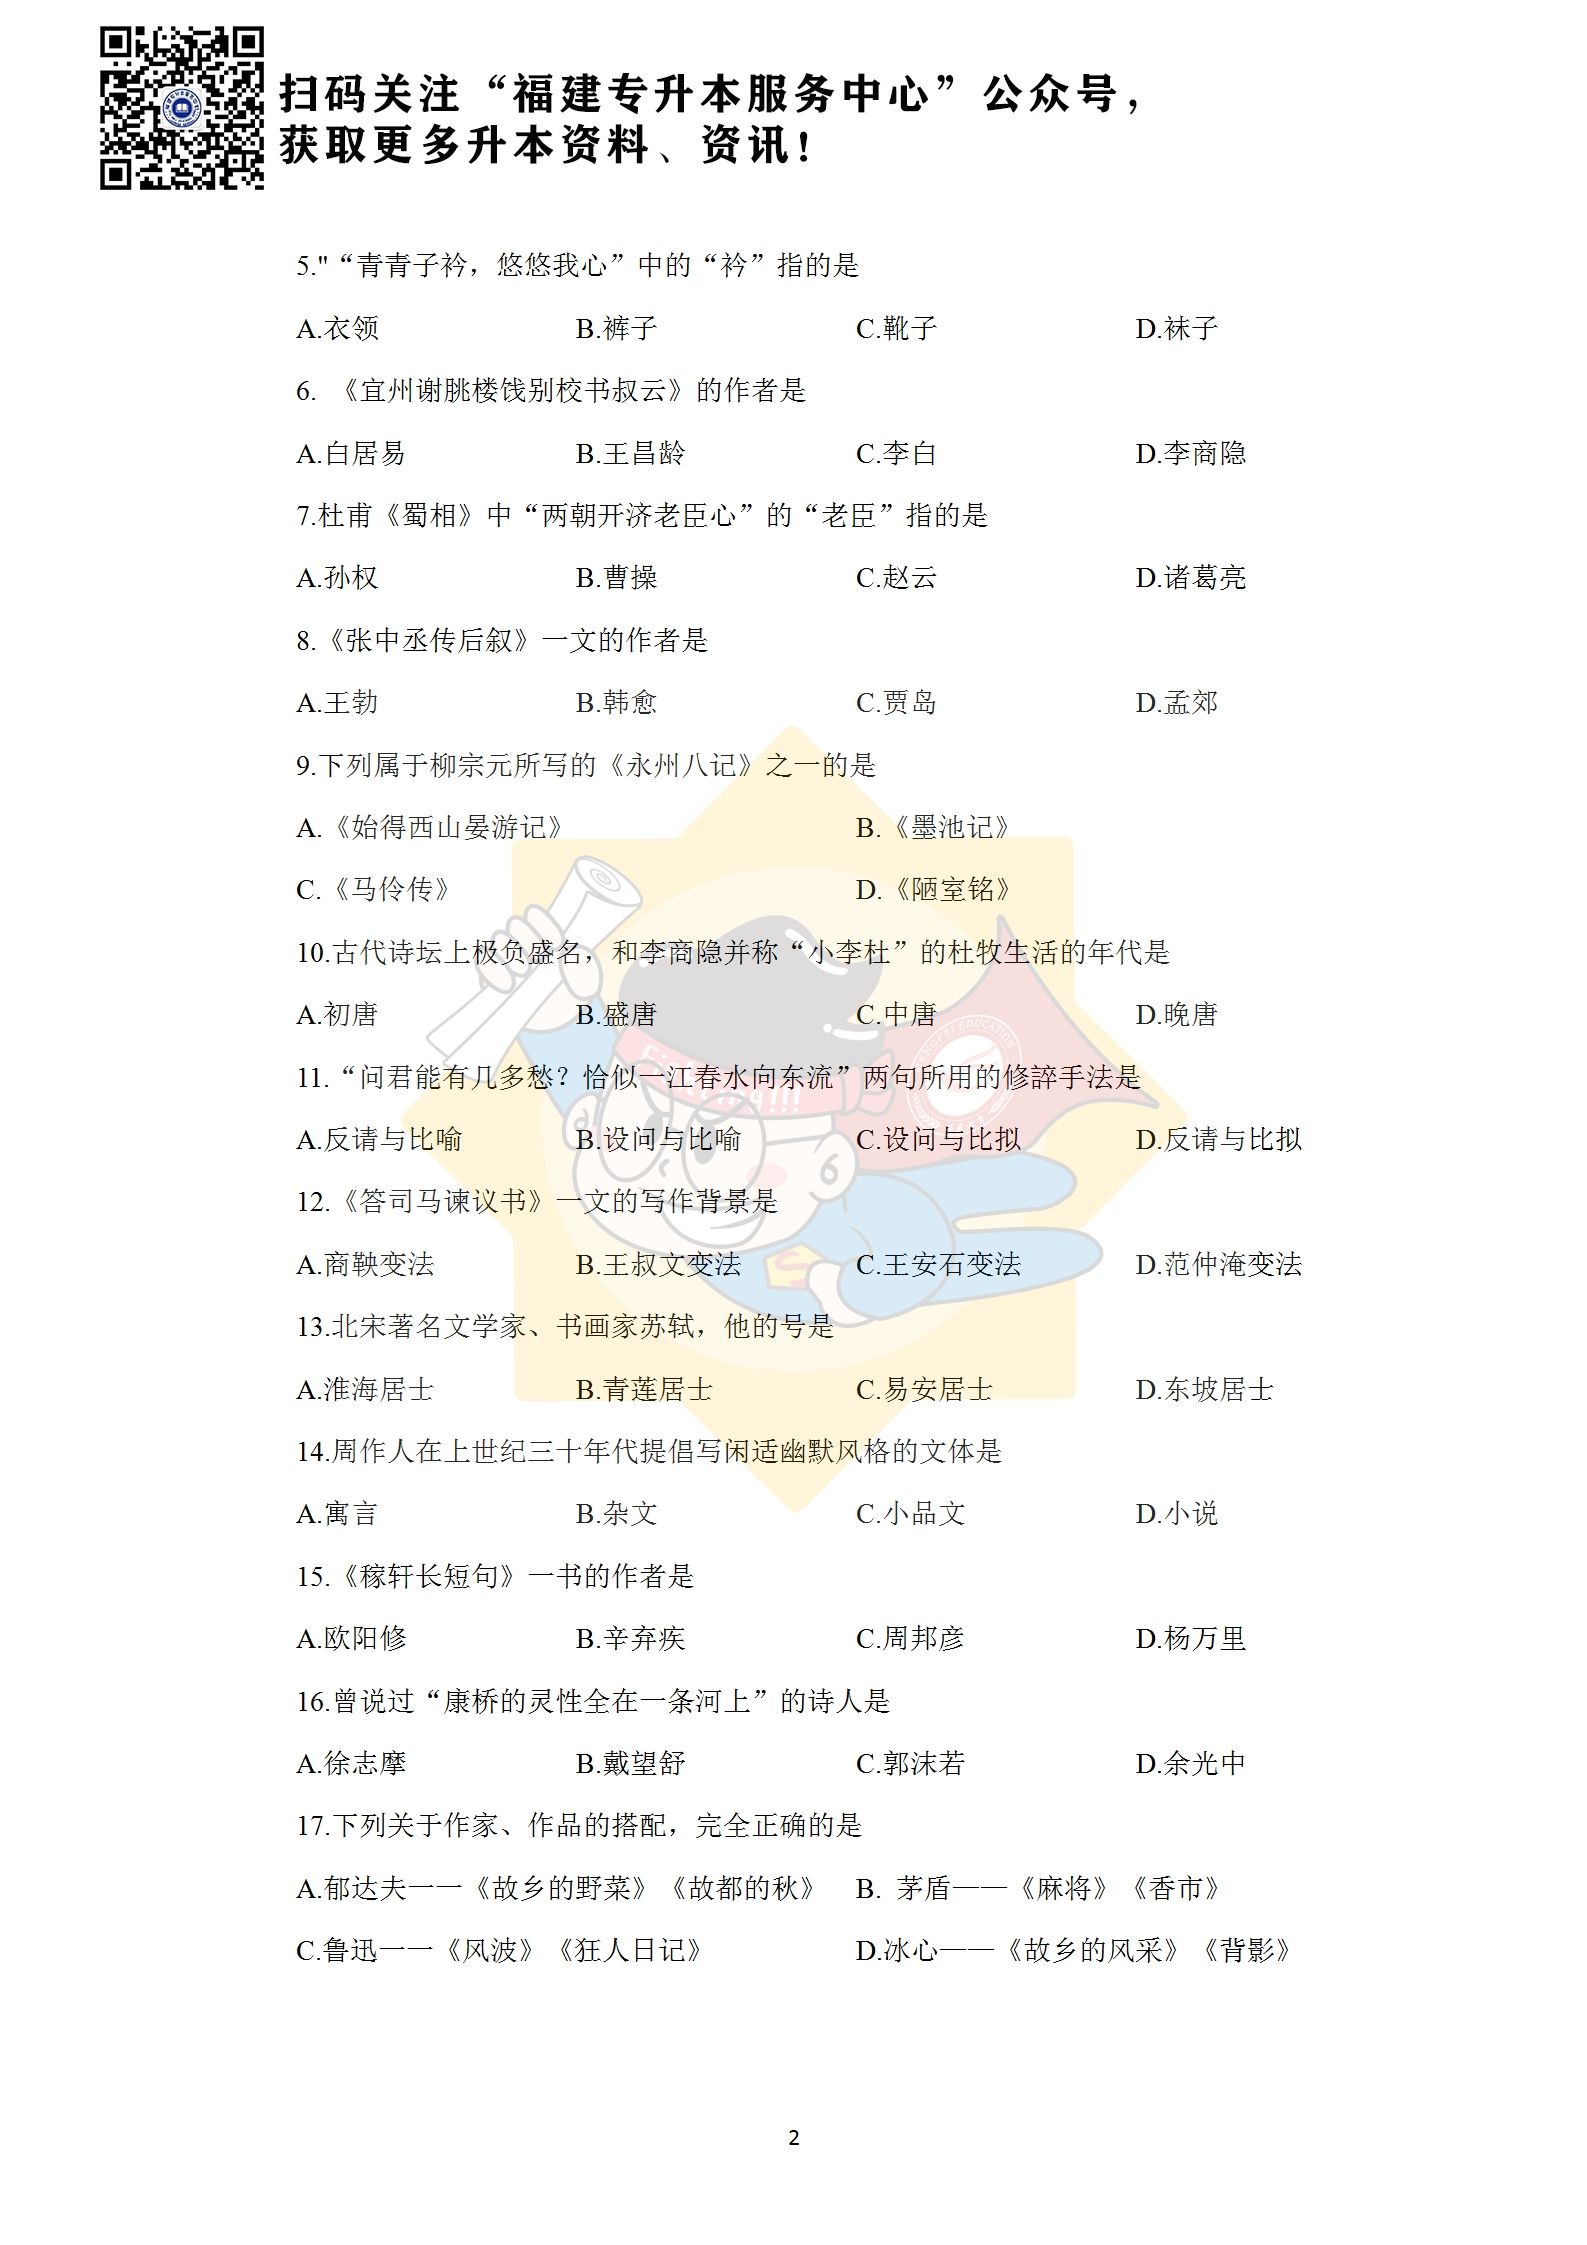 扫码关注“福建专升本服务中心”公众号，
获取更多升本资料、资讯!
5."“青青子衿，悠悠我心”中的“衿”指的是
A.衣领 B.裤子 C.靴子 D.袜子
6. 《宜州谢脁楼饯别校书叔云》的作者是
A.白居易 B.王昌龄 C.李白 D.李商隐
7.杜甫《蜀相》中“两朝开济老臣心”的“老臣”指的是
A.孙权 B.曹操 C.赵云 D.诸葛亮
8.《张中丞传后叙》一文的作者是
A.王勃 B.韩愈 C.贾岛 D.孟郊
9.下列属于柳宗元所写的《永州八记》之一的是
A.《始得西山晏游记》 B.《墨池记》
C.《马伶传》 D.《陋室铭》
10.古代诗坛上极负盛名，和李商隐并称“小李杜”的杜牧生活的年代是
A.初唐 B.盛唐 C.中唐 D.晚唐
Fighting!!!
ENGFEI EDUCATION
11.“问君能有几多愁？恰似一江春水向东流”两句所用的修辞手法是
A.反请与比喻 B.设问与比喻 C.设问与比拟 D.反请与比拟
12.《答司马谏议书》一文的写作背景是
A.商鞅变法 B.王叔文变法 C.王安石变法 D.范仲淹变法
13.北宋著名文学家、书画家苏轼，他的号是
A.淮海居士 B.青莲居士 C.易安居士 D.东坡居士
14.周作人在上世纪三十年代提倡写闲适幽默风格的文体是
A.寓言 B.杂文 C.小品文 D.小说
15.《稼轩长短句》一书的作者是
A.欧阳修 B.辛弃疾 C.周邦彦 D.杨万里
16.曾说过“康桥的灵性全在一条河上”的诗人是
A.徐志摩 B.戴望舒 C.郭沫若 D.余光中
17.下列关于作家、作品的搭配，完全正确的是
A.郁达夫一一《故乡的野菜》《故都的秋》 B. 茅盾——《麻将》《香市》
C.鲁迅一一《风波》《狂人日记》 D.冰心——《故乡的风采》《背影》
2